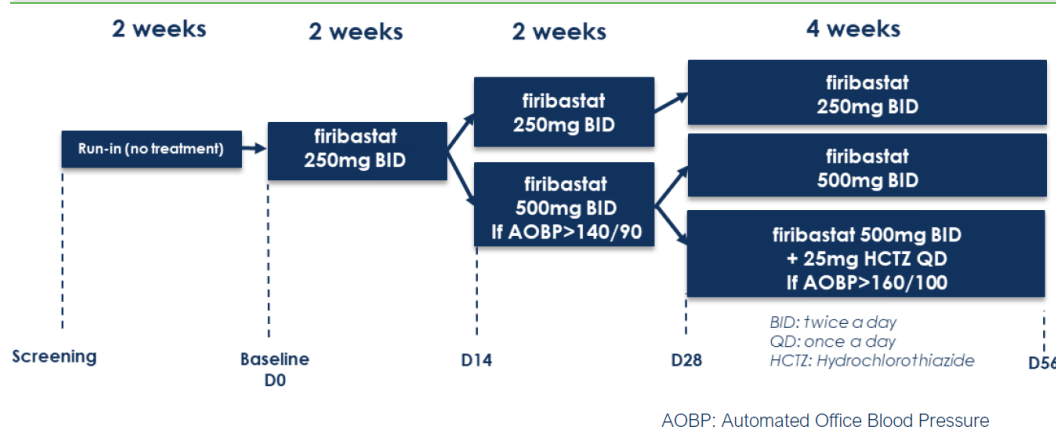 2 weeks
2 weeks
2 weeks
4 weeks
Run-in (no treatment)
firibastat
250mg BID
firibastat
250mg BID
firibastat
500mg BID
If AOBP>140/90
firibastat
250mg BID
firibastat
500mg BID
firibastat 500mg BID
+ 25mg HCTZ QD
If AOBP>160/100
Screening
Baseline
D0
D14
D28
D56
BID: twice a day
QD: once a day
HCTZ: Hydrochlorothiazide
AOBP: Automated Office Blood Pressure